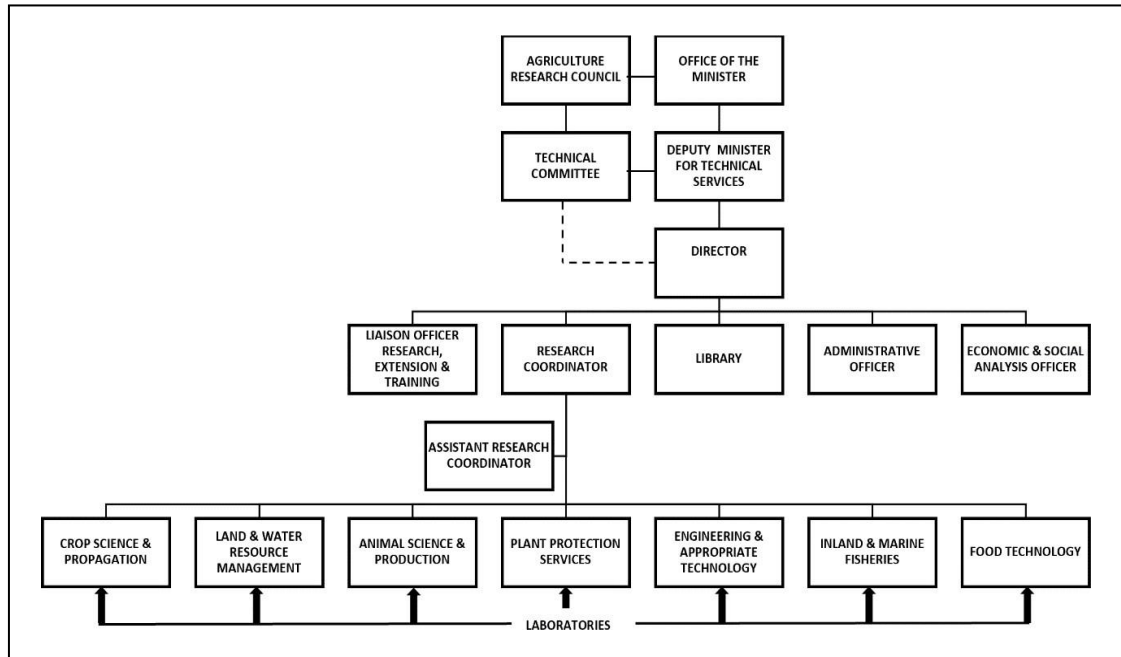 AGRICULTURE
RESEARCH COUNCIL
OFFICE OF THE
MINISTER
TECHNICAL
COMMITTEE
DEPUTY MINISTER
FOR TECHNICAL
SERVICES
DIRECTOR
LIAISON OFFICER
RESEARCH,
EXTENSION &
TRAINING
RESEARCH
COORDINATOR
LIBRARY
ADMINISTRATIVE
OFFICER
ECONOMIC & SOCIAL
ANALYSIS OFFICER
ASSISTANT RESEARCH
COORDINATOR
CROP SCIENCE &
PROPAGATION
LAND & WATER
RESOURCE
MANAGEMENT
ANIMAL SCIENCE &
PRODUCTION
PLANT PROTECTION
SERVICES
ENGINEERING &
APPROPRIATE
TECHNOLOGY
INLAND & MARINE
FISHERIES
FOOD TECHNOLOGY
LABORATORIES